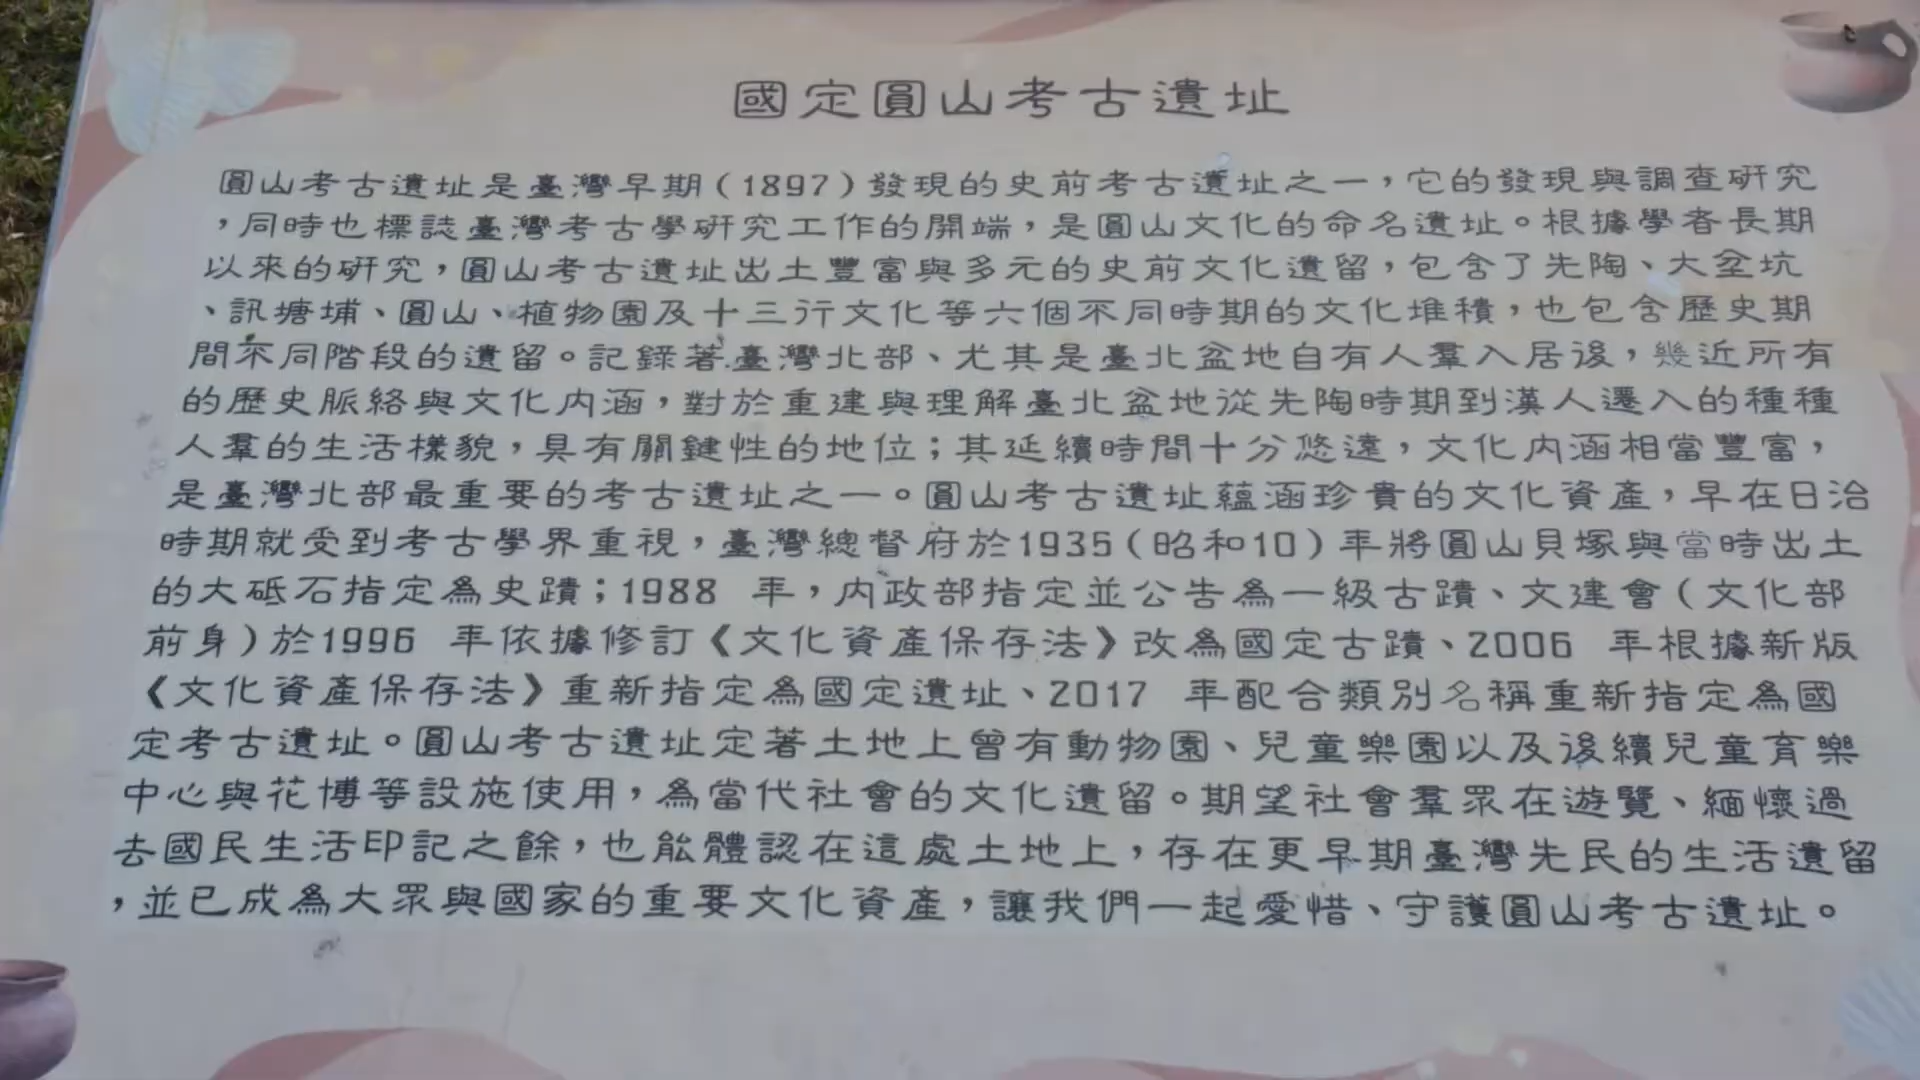 國定圓山考古遺址
圓山考古遺址是臺灣早期(1897)發現的史前考古遺址之一，它的發現與調查研究
，同時也標誌臺灣考古學研究工作的開端，是圓山文化的命名遺址。根據學者長期
以來的研究，圓山考古遺址出土豐富與多元的史前文化遺留，包含了先陶、大坌坑
、訊塘埔、圓山、植物園及十三行文化等六個不同時期的文化堆積，也包含歷史期
間不同階段的遺留。記錄著臺灣北部、尤其是臺北盆地自有人羣入居後，幾近所有
的歷史脈絡與文化內涵，對於重建與理解臺北盆地從先陶時期到漢人遷入的種種
人羣的生活樣貌，具有關鍵性的地位；其延續時間十分悠遠，文化內涵相當豐富，
是臺灣北部最重要的考古遺址之一。圓山考古遺址蘊涵珍貴的文化資產，早在日治
時期就受到考古學界重視，臺灣總督府於1935(昭和10)年將圓山貝塚與當時出土
的大砥石指定為史蹟；1988 年，內政部指定並公告為一級古蹟、文建會(文化部
前身)於1996 年依據修訂《文化資產保存法》改為國定古蹟、2006 年根據新版
《文化資產保存法》重新指定為國定遺址、2017 年配合類別名稱重新指定為國
定考古遺址。圓山考古遺址定著土地上曾有動物園、兒童樂園以及後續兒童育樂
中心與花博等設施使用，為當代社會的文化遺留。期望社會羣眾在遊覽、緬懷過
去國民生活印記之餘，也能體認在這處土地上，存在更早期臺灣先民的生活遺留
，並已成為大眾與國家的重要文化資產，讓我們一起愛惜、守護圓山考古遺址。